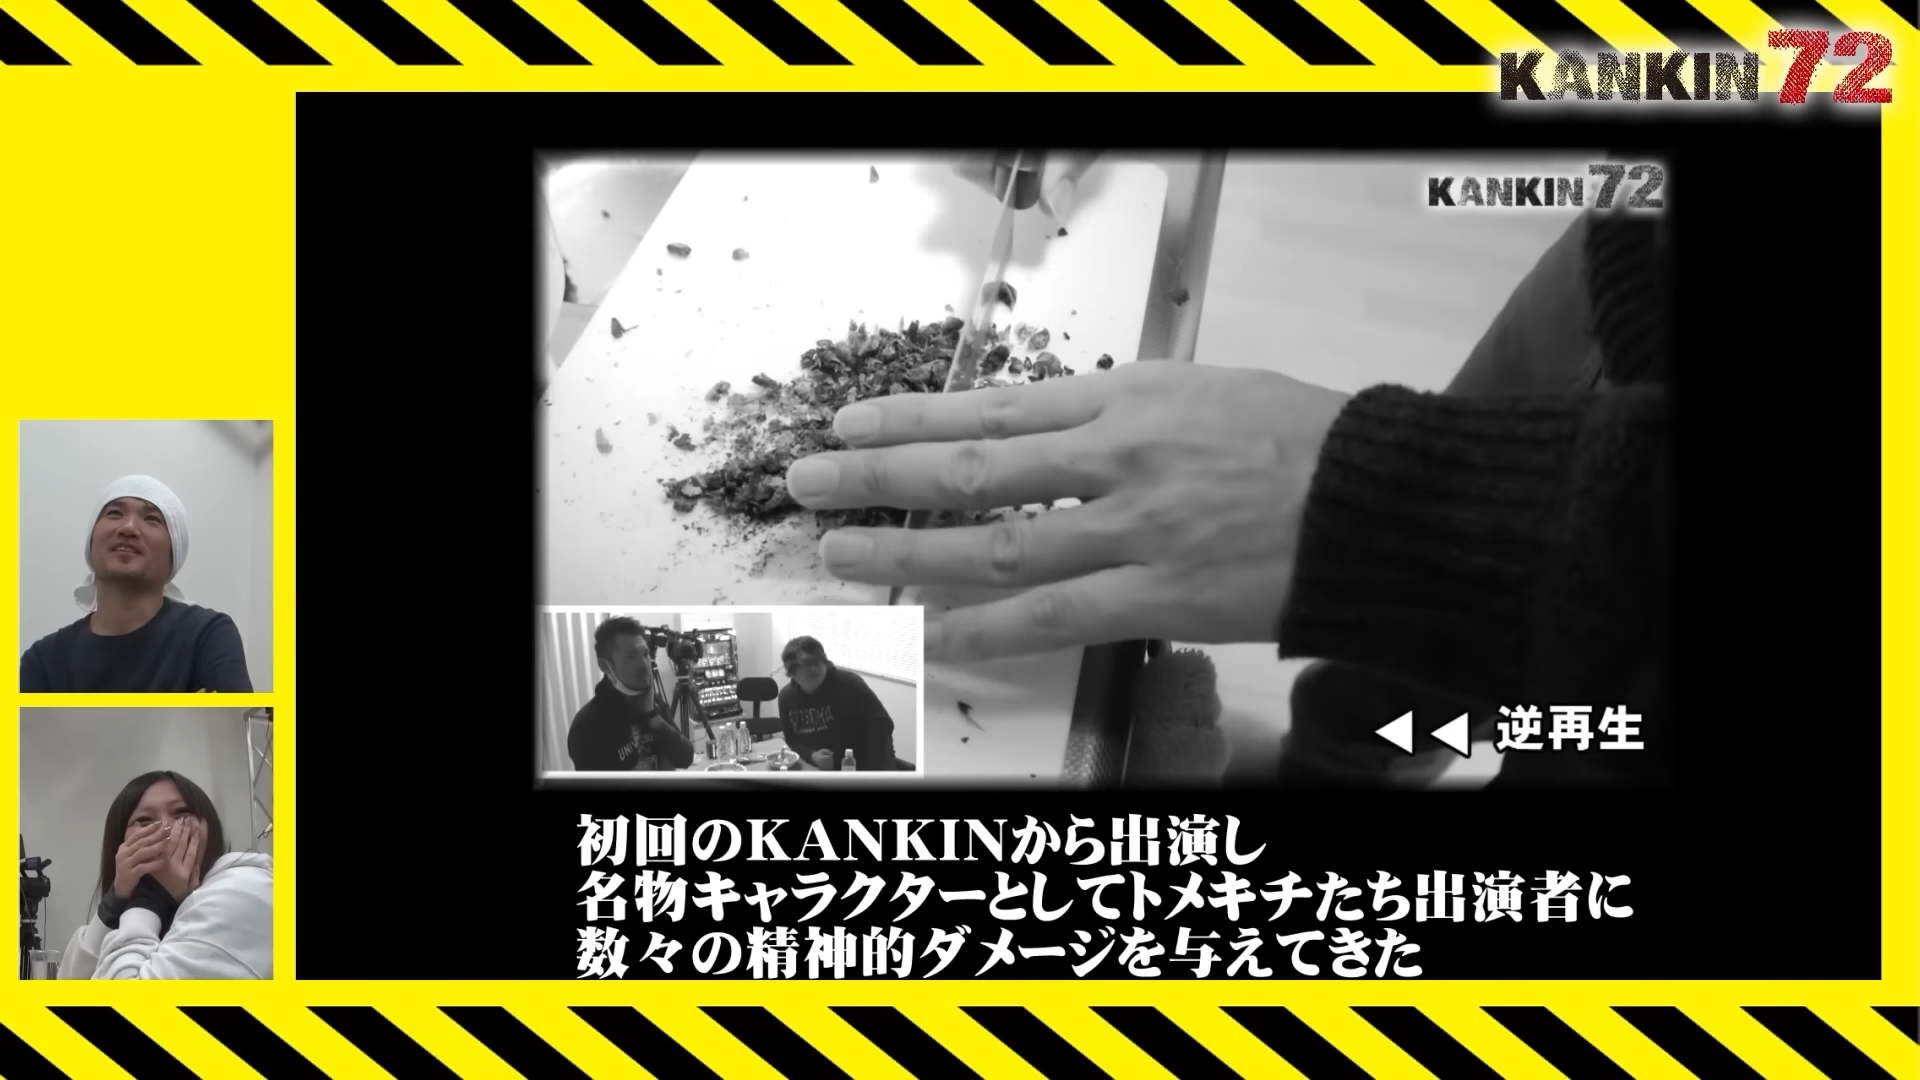 KANKIN72
KANKIN72
逆再生
初回のKANKINから出演し
名物キャラクターとしてトメキチたち出演者に
数々の精神的ダメージを与えてきた